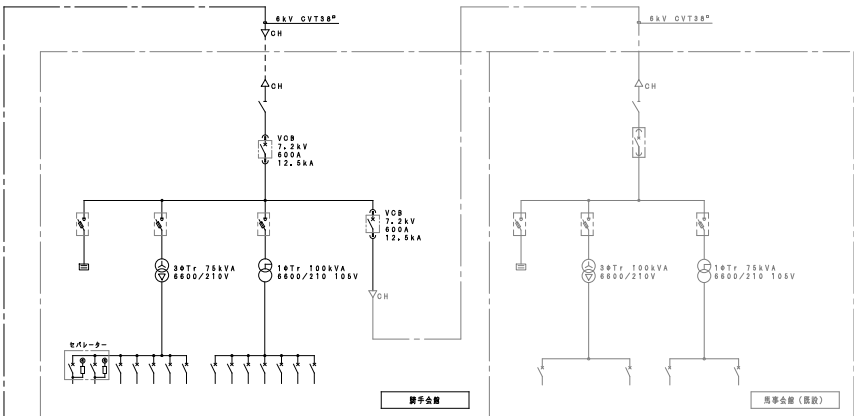 6kV CVT38□
CH
CH
VCB
7.2kV
600A
12.5kA
VCB
7.2kV
600A
12.5kA
3ΦTr 75kVA
6600/210V
1ΦTr 100kVA
6600/210 105V
CH
セパレーター
騎手会館
6kV CVT38□
CH
3ΦTr 100kVA
6600/210V
1ΦTr 75kVA
6600/210 105V
馬事会館(既設)